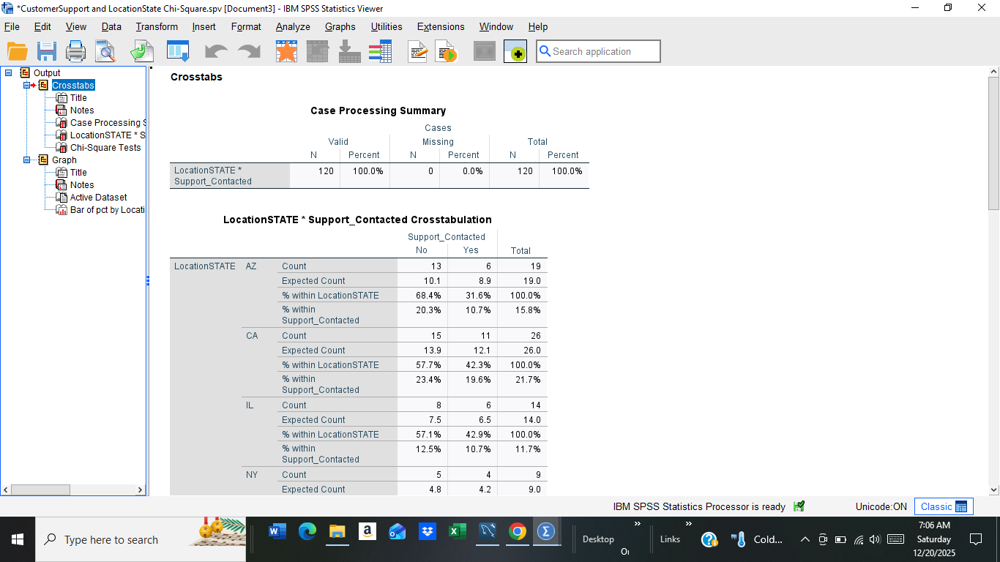 *CustomerSupport and LocationState Chi-Square.spv [Document3] - IBM SPSS Statistics Viewer
File Edit View Data Transform Insert Format Analyze Graphs Utilities Extensions Window Help
Search application
Output
Crosstabs
Title
Notes
Case Processing S
LocationSTATE * S
Chi-Square Tests
Graph
Title
Notes
Active Dataset
Bar of pct by Locati
Crosstabs
Case Processing Summary
Cases
Valid Missing Total
N Percent N Percent N Percent
LocationSTATE * 120 100.0% 0 0.0% 120 100.0%
Support_Contacted
LocationSTATE * Support_Contacted Crosstabulation
Support_Contacted
No Yes Total
LocationSTATE AZ Count 13 6 19
Expected Count 10.1 8.9 19.0
% within LocationSTATE 68.4% 31.6% 100.0%
% within 20.3% 10.7% 15.8%
Support_Contacted
CA Count 15 11 26
Expected Count 13.9 12.1 26.0
% within LocationSTATE 57.7% 42.3% 100.0%
% within 23.4% 19.6% 21.7%
Support_Contacted
IL Count 8 6 14
Expected Count 7.5 6.5 14.0
% within LocationSTATE 57.1% 42.9% 100.0%
% within 12.5% 10.7% 11.7%
Support_Contacted
NY Count 5 4 9
Expected Count 4.8 4.2 9.0
IBM SPSS Statistics Processor is ready Unicode:ON Classic
Type here to search
Desktop
Links
Cold...
7:06 AM
Saturday
12/20/2025